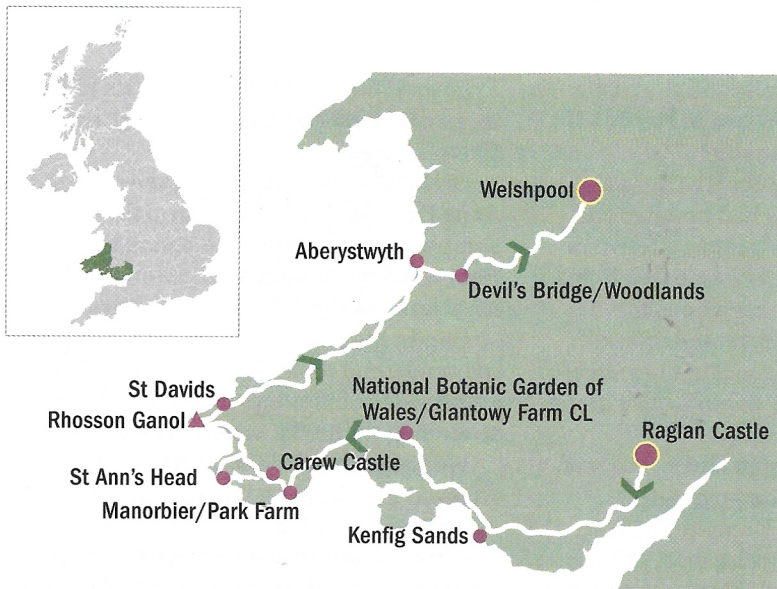 Welshpool
Aberystwyth
Devil's Bridge/Woodlands
St Davids
National Botanic Garden of
Wales/Glantowy Farm CL
Rhosson Ganol
Raglan Castle
Carew Castle
St Ann's Head
Manorbier/Park Farm
Kenfig Sands